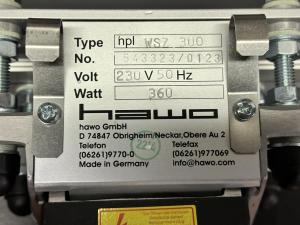 Type hpl WSZ 300
No. 543323/0123
Volt 230 V 50 Hz
Watt 360
hawo
hawo GmbH
D 74847 Obrigheim/Neckar,Obere Au 2
Telefon Telefax
(06261)9770-0 (06261)977069
Made in Germany info@hawo.com